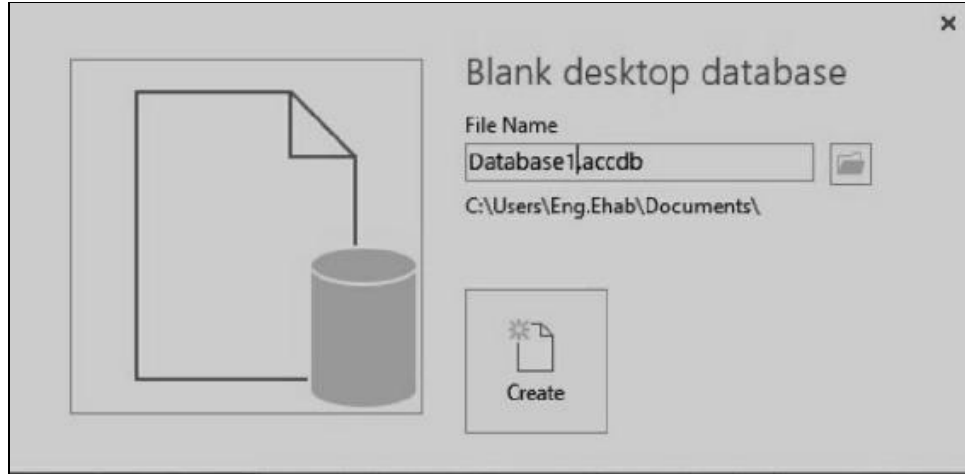 Blank desktop database
File Name
Database1.accdb
C:\Users\Eng.Ehab\Documents\
Create